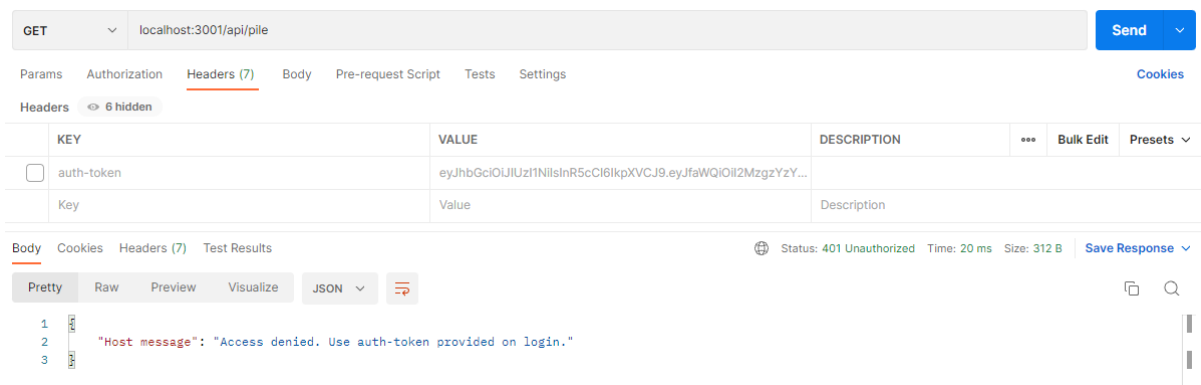 GET localhost:3001/api/pile Send
Params Authorization Headers (7) Body Pre-request Script Tests Settings Cookies
Headers 6 hidden
KEY VALUE DESCRIPTION ••• Bulk Edit Presets
auth-token eyJhbGciOiJIUzI1NiIsInR5cCI6IkpXVCJ9.eyJfaWQiOiI2MzgzYzY...
Key Value Description
Body Cookies Headers (7) Test Results Status: 401 Unauthorized Time: 20 ms Size: 312 B Save Response
Pretty Raw Preview Visualize JSON
1 {
2 "Host message": "Access denied. Use auth-token provided on login."
3 }